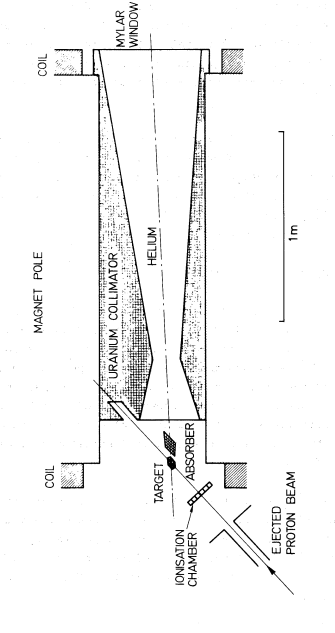 COIL
MAGNET POLE
COIL
MYLAR
WINDOW
URANIUM COLLIMATOR
HELIUM
TARGET
ABSORBER
IONISATION
CHAMBER
EJECTED
PROTON BEAM
1m